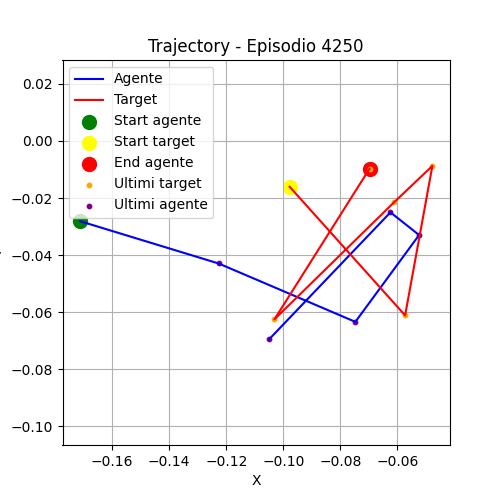 Trajectory - Episodio 4250
Agente
Target
Start agente
Start target
End agente
Ultimi target
Ultimi agente
0.02
0.00
−0.02
−0.04
−0.06
−0.08
−0.10
−0.16
−0.14
−0.12
−0.10
−0.08
−0.06
X